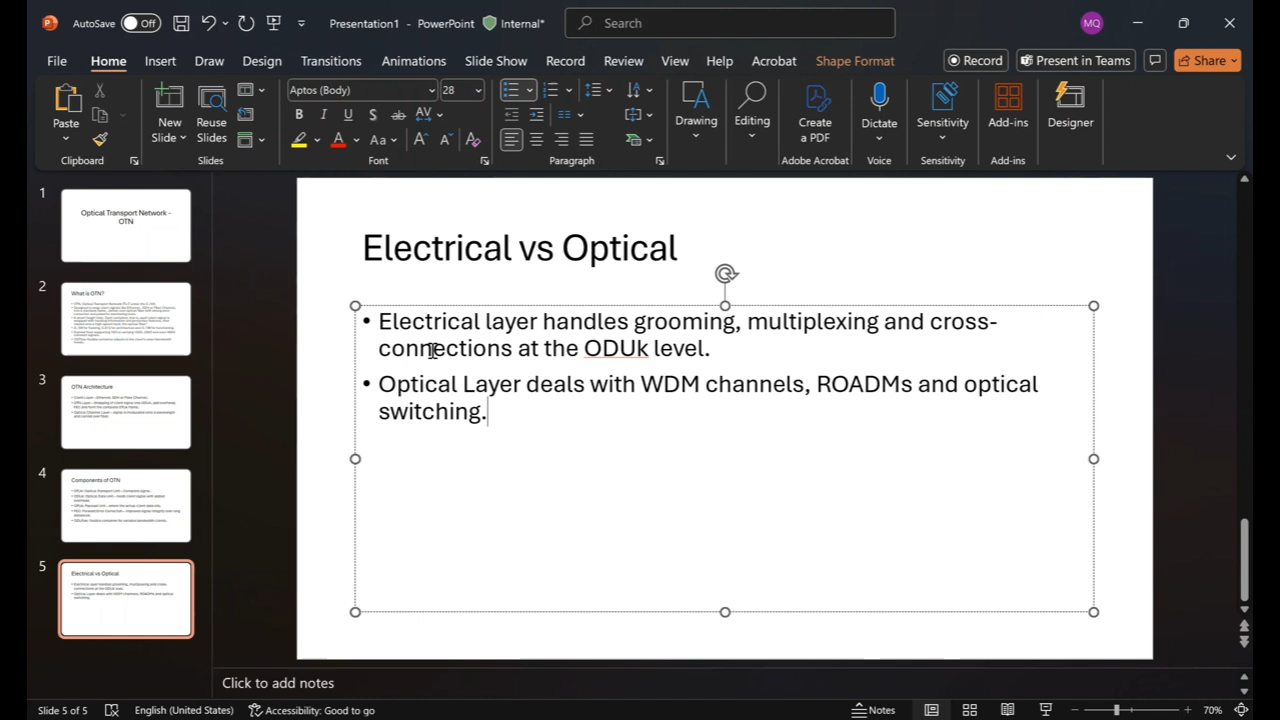 AutoSave Off Presentation1 - PowerPoint Internal* Search MQ
File Home Insert Draw Design Transitions Animations Slide Show Record Review View Help Acrobat Shape Format Record Present in Teams Share
Paste New Slide Reuse Slides Aptos (Body) 28 Drawing Editing Create a PDF Dictate Sensitivity Add-ins Designer
Clipboard Slides Font Paragraph Adobe Acrobat Voice Sensitivity Add-ins
1
Optical Transport Network -
OTN
2
What is OTN?
3
OTN Architecture
4
Components of OTN
5
Electrical vs Optical
Electrical vs Optical
• Electrical layer handles grooming, multiplexing and cross-
connections at the ODUk level.
• Optical Layer deals with WDM channels, ROADMs and optical
switching.
Click to add notes
Slide 5 of 5 English (United States) Accessibility: Good to go Notes 70%